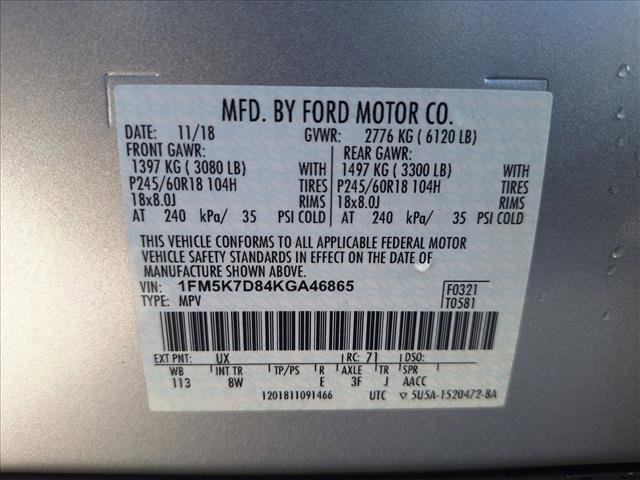 MFD. BY FORD MOTOR CO.
DATE: 11/18 GVWR: 2776 KG ( 6120 LB)
FRONT GAWR: REAR GAWR:
1397 KG ( 3080 LB) WITH 1497 KG ( 3300 LB) WITH
P245/60R18 104H TIRES P245/60R18 104H TIRES
18x8.0J RIMS 18x8.0J RIMS
AT 240 kPa/ 35 PSI COLD AT 240 kPa/ 35 PSI COLD
THIS VEHICLE CONFORMS TO ALL APPLICABLE FEDERAL MOTOR
VEHICLE SAFETY STANDARDS IN EFFECT ON THE DATE OF
MANUFACTURE SHOWN ABOVE.
VIN: 1FM5K7D84KGA46865 F0321
TYPE: MPV T0581
EXT PNT: UX RC: 71 DSO:
WB INT TR TP/PS R AXLE TR SPR
113 8W E 3F J AACC
1201811091466 UTC ▽ 5U5A-1520472-BA